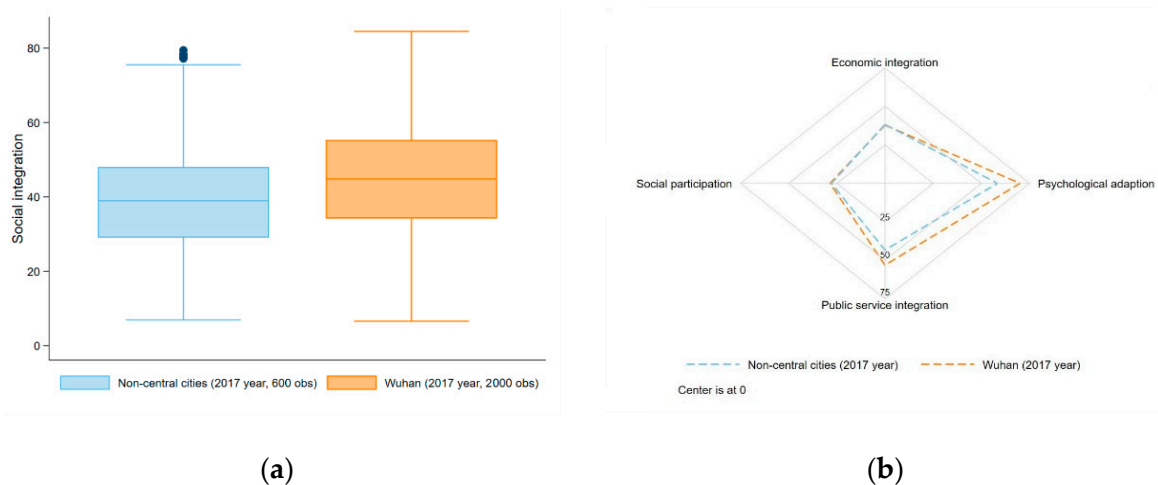 80
60
40
20
0
Social integration
Non-central cities (2017 year, 600 obs)
Wuhan (2017 year, 2000 obs)
(a)
Economic integration
Social participation
Psychological adaption
25
50
75
Public service integration
Non-central cities (2017 year)
Wuhan (2017 year)
Center is at 0
(b)